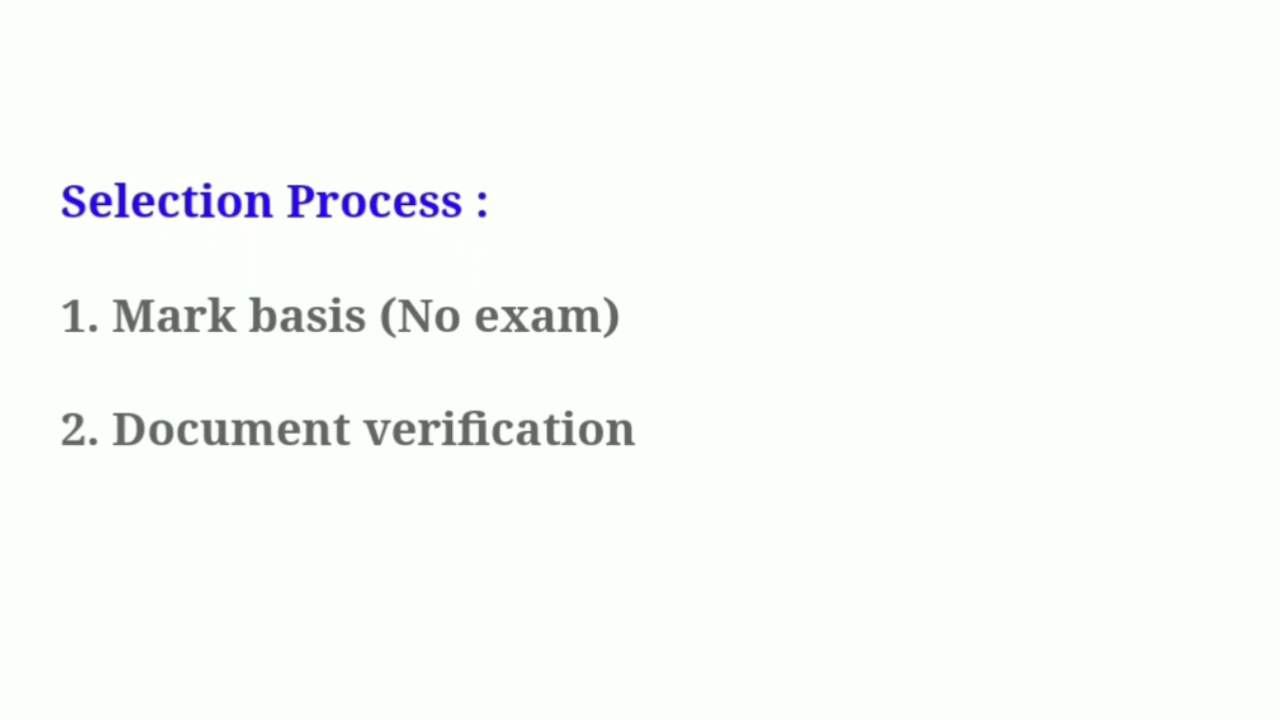 Selection Process :
1. Mark basis (No exam)
2. Document verification